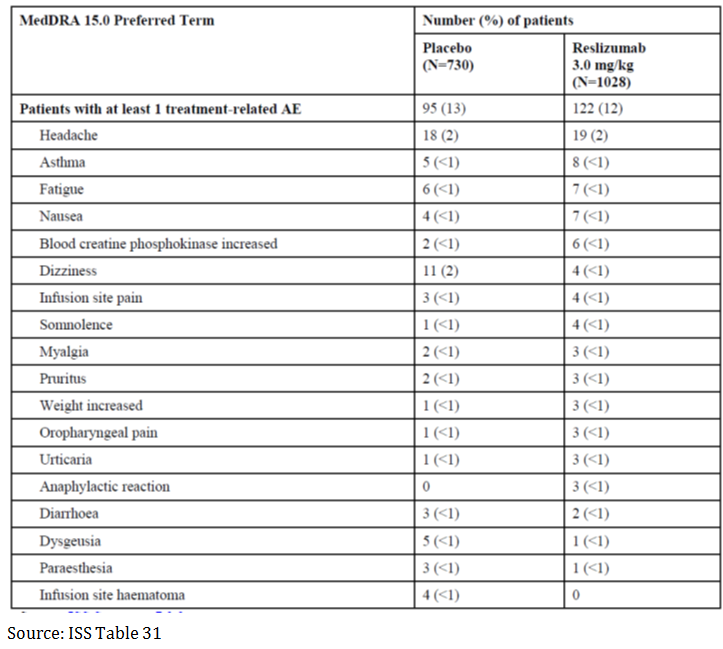 MedDRA 15.0 Preferred Term Number (%) of patients
Placebo (N=730) Reslizumab 3.0 mg/kg (N=1028)
Patients with at least 1 treatment-related AE 95 (13) 122 (12)
Headache 18 (2) 19 (2)
Asthma 5 (<1) 8 (<1)
Fatigue 6 (<1) 7 (<1)
Nausea 4 (<1) 7 (<1)
Blood creatine phosphokinase increased 2 (<1) 6 (<1)
Dizziness 11 (2) 4 (<1)
Infusion site pain 3 (<1) 4 (<1)
Somnolence 1 (<1) 4 (<1)
Myalgia 2 (<1) 3 (<1)
Pruritus 2 (<1) 3 (<1)
Weight increased 1 (<1) 3 (<1)
Oropharyngeal pain 1 (<1) 3 (<1)
Urticaria 1 (<1) 3 (<1)
Anaphylactic reaction 0 3 (<1)
Diarrhoea 3 (<1) 2 (<1)
Dysgeusia 5 (<1) 1 (<1)
Paraesthesia 3 (<1) 1 (<1)
Infusion site haematoma 4 (<1) 0
Source: ISS Table 31